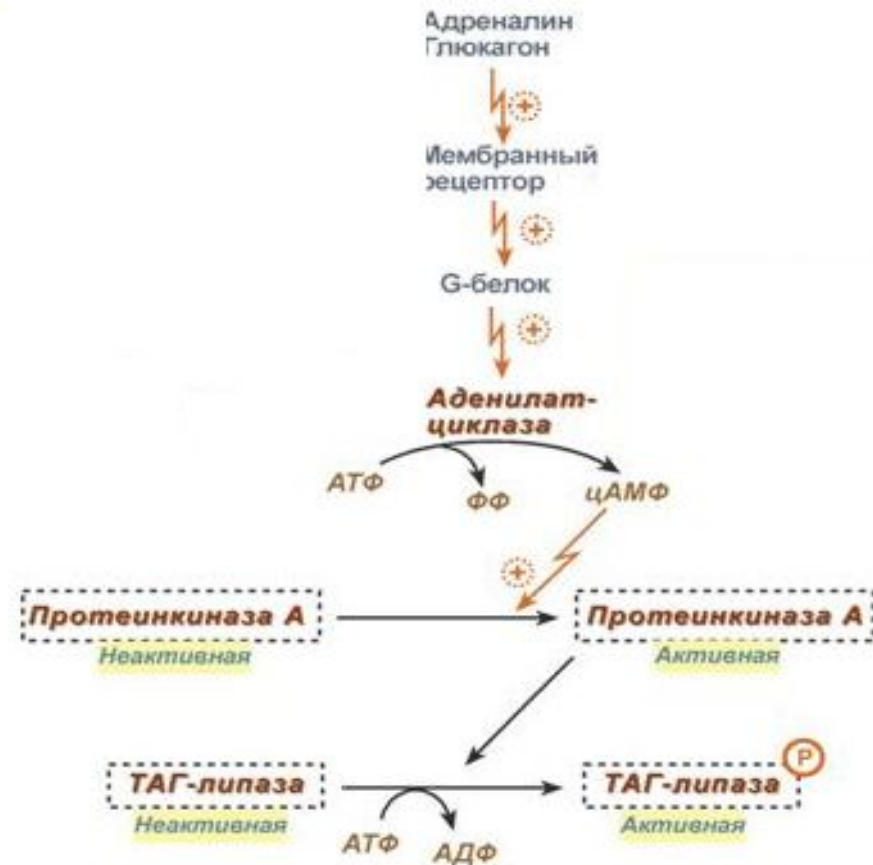 Адреналин
Глюкагон
+
Мембранный
рецептор
+
G-белок
+
Аденилат-
циклаза
АТФ
ФФ
цАМФ
+
Протеинкиназа А
Протеинкиназа А
Неактивная
Активная
P
ТАГ-липаза
ТАГ-липаза
Неактивная
Активная
АТФ
АДФ